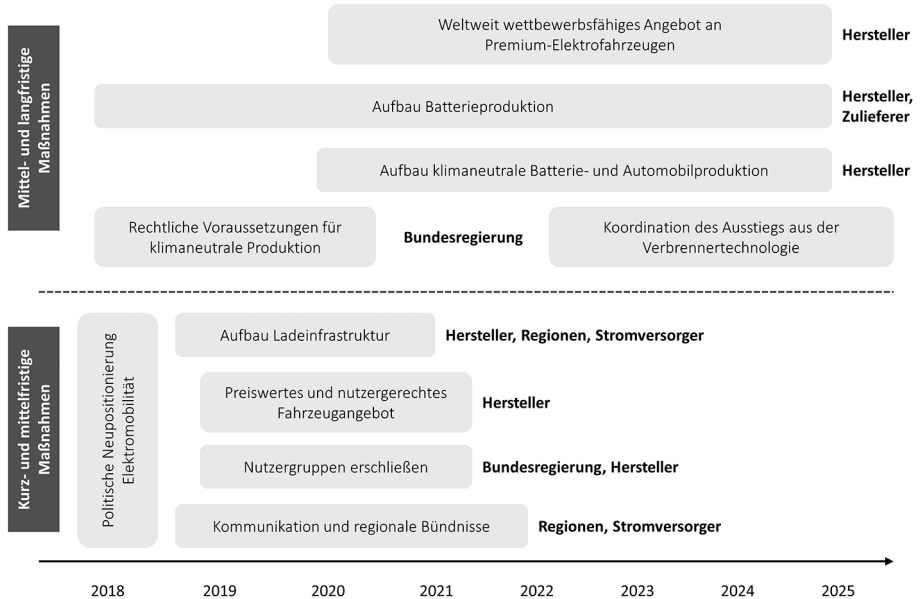 Mittel- und langfristige
Maßnahmen
Weltweit wettbewerbsfähiges Angebot an
Premium-Elektrofahrzeugen
Hersteller
Aufbau Batterieproduktion
Hersteller,
Zulieferer
Aufbau klimaneutrale Batterie- und Automobilproduktion
Hersteller
Rechtliche Voraussetzungen für
klimaneutrale Produktion
Bundesregierung
Koordination des Ausstiegs aus der
Verbrennertechnologie
Kurz- und mittelfristige
Maßnahmen
Politische Neupositionierung
Elektromobilität
Aufbau Ladeinfrastruktur
Hersteller, Regionen, Stromversorger
Preiswertes und nutzergerechtes
Fahrzeugangebot
Hersteller
Nutzergruppen erschließen
Bundesregierung, Hersteller
Kommunikation und regionale Bündnisse
Regionen, Stromversorger
2018 2019 2020 2021 2022 2023 2024 2025